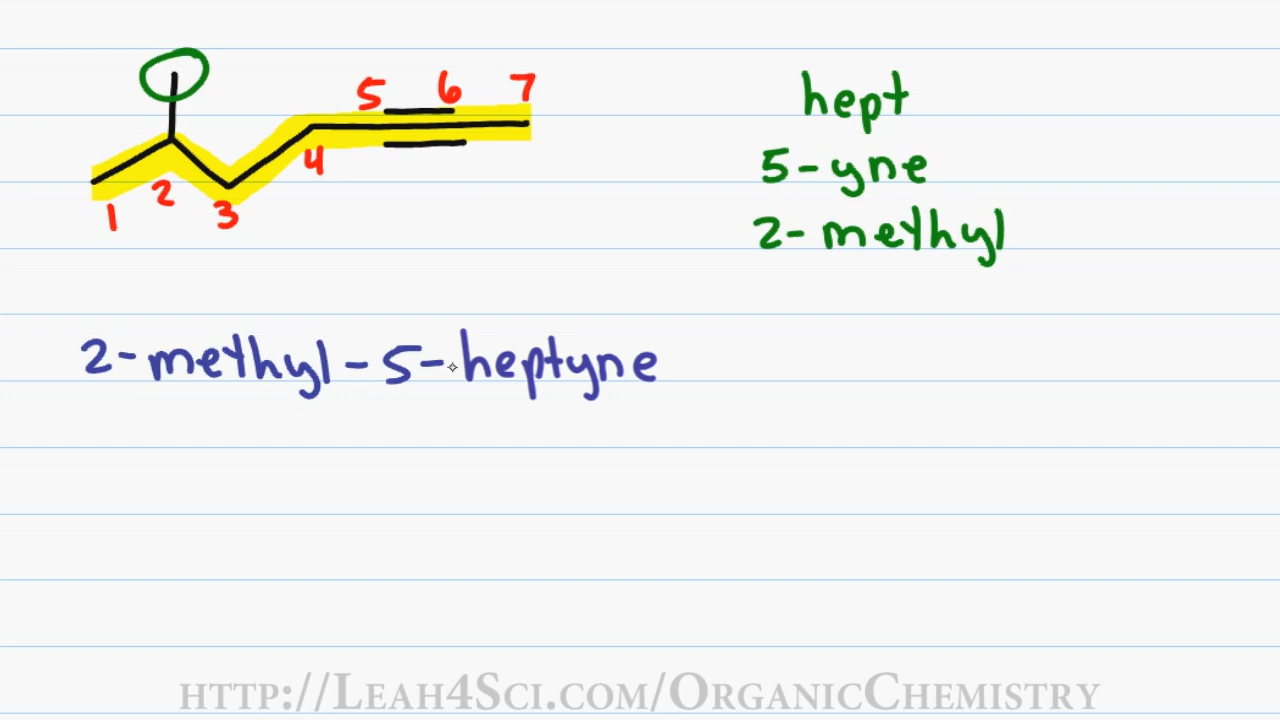 5 6 7
1 2 3 4
hept
5-yne
2-methyl
2-methyl-5-heptyne
HTTP://LEAH4SCI.COM/ORGANICCHEMISTRY